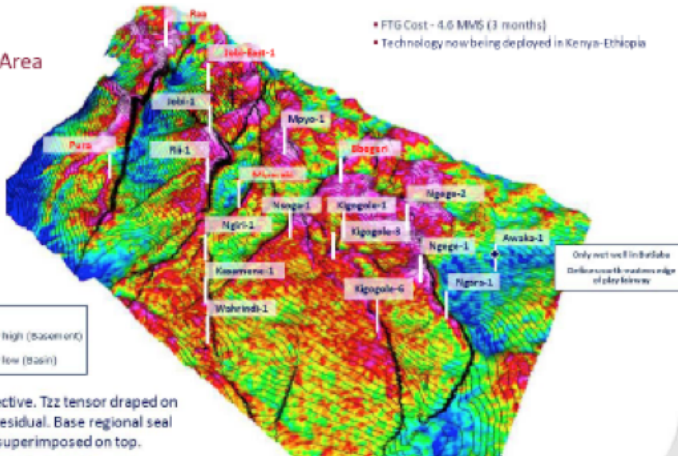 Area
• FTG Cost - 4.6 MM$ (3 months)
• Technology now being deployed in Kenya-Ethiopia
Raa
Jobi-East-1
Jobi-1
Mpyo-1
Rii-1
Ngege-2
Kigogole-1
Nsoga-1
Ngiri-1
Kigogole-3
Ngege-1
Awaka-1
Kasamene-1
Kigogole-6
Ngara-1
Wahrindi-1
Only wet well in Butiaba
Defines north-eastern edge
of play fairway
high (Basement)
low (Basin)
ective. Tzz tensor draped on
residual. Base regional seal
superimposed on top.